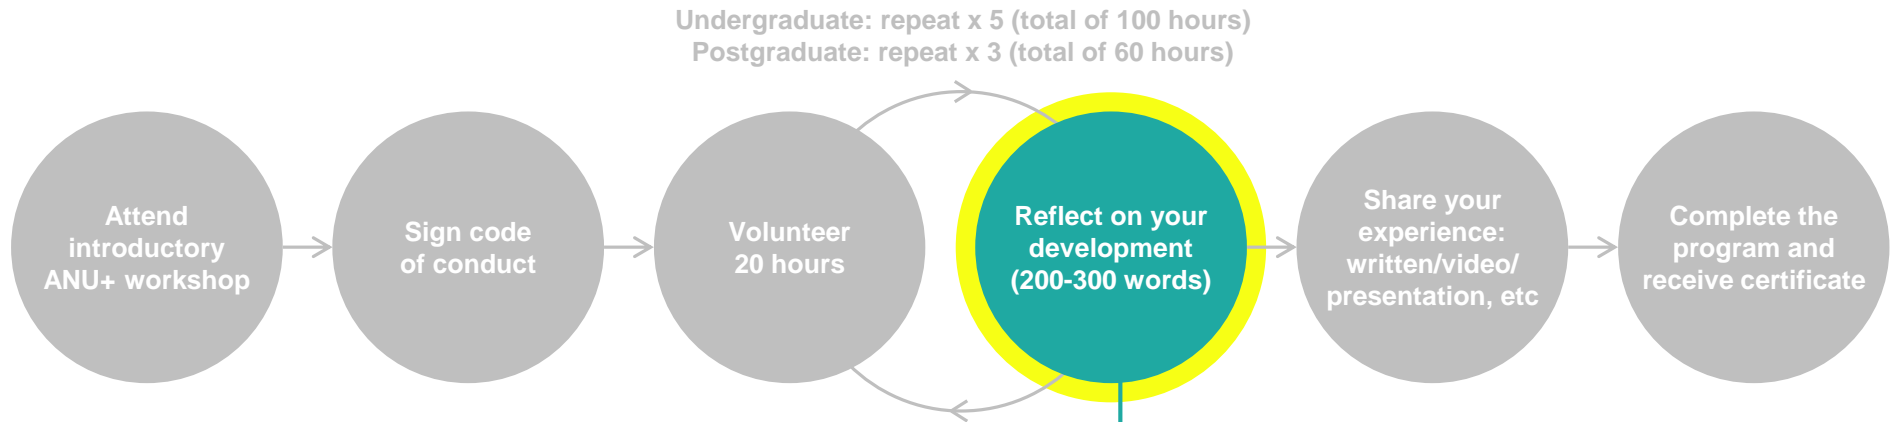 Undergraduate: repeat x 5 (total of 100 hours)
Postgraduate: repeat x 3 (total of 60 hours)
Attend
introductory
ANU+ workshop
Sign code
of conduct
Volunteer
20 hours
Reflect on your
development
(200-300 words)
Share your
experience:
written/video/
presentation, etc
Complete the
program and
receive certificate